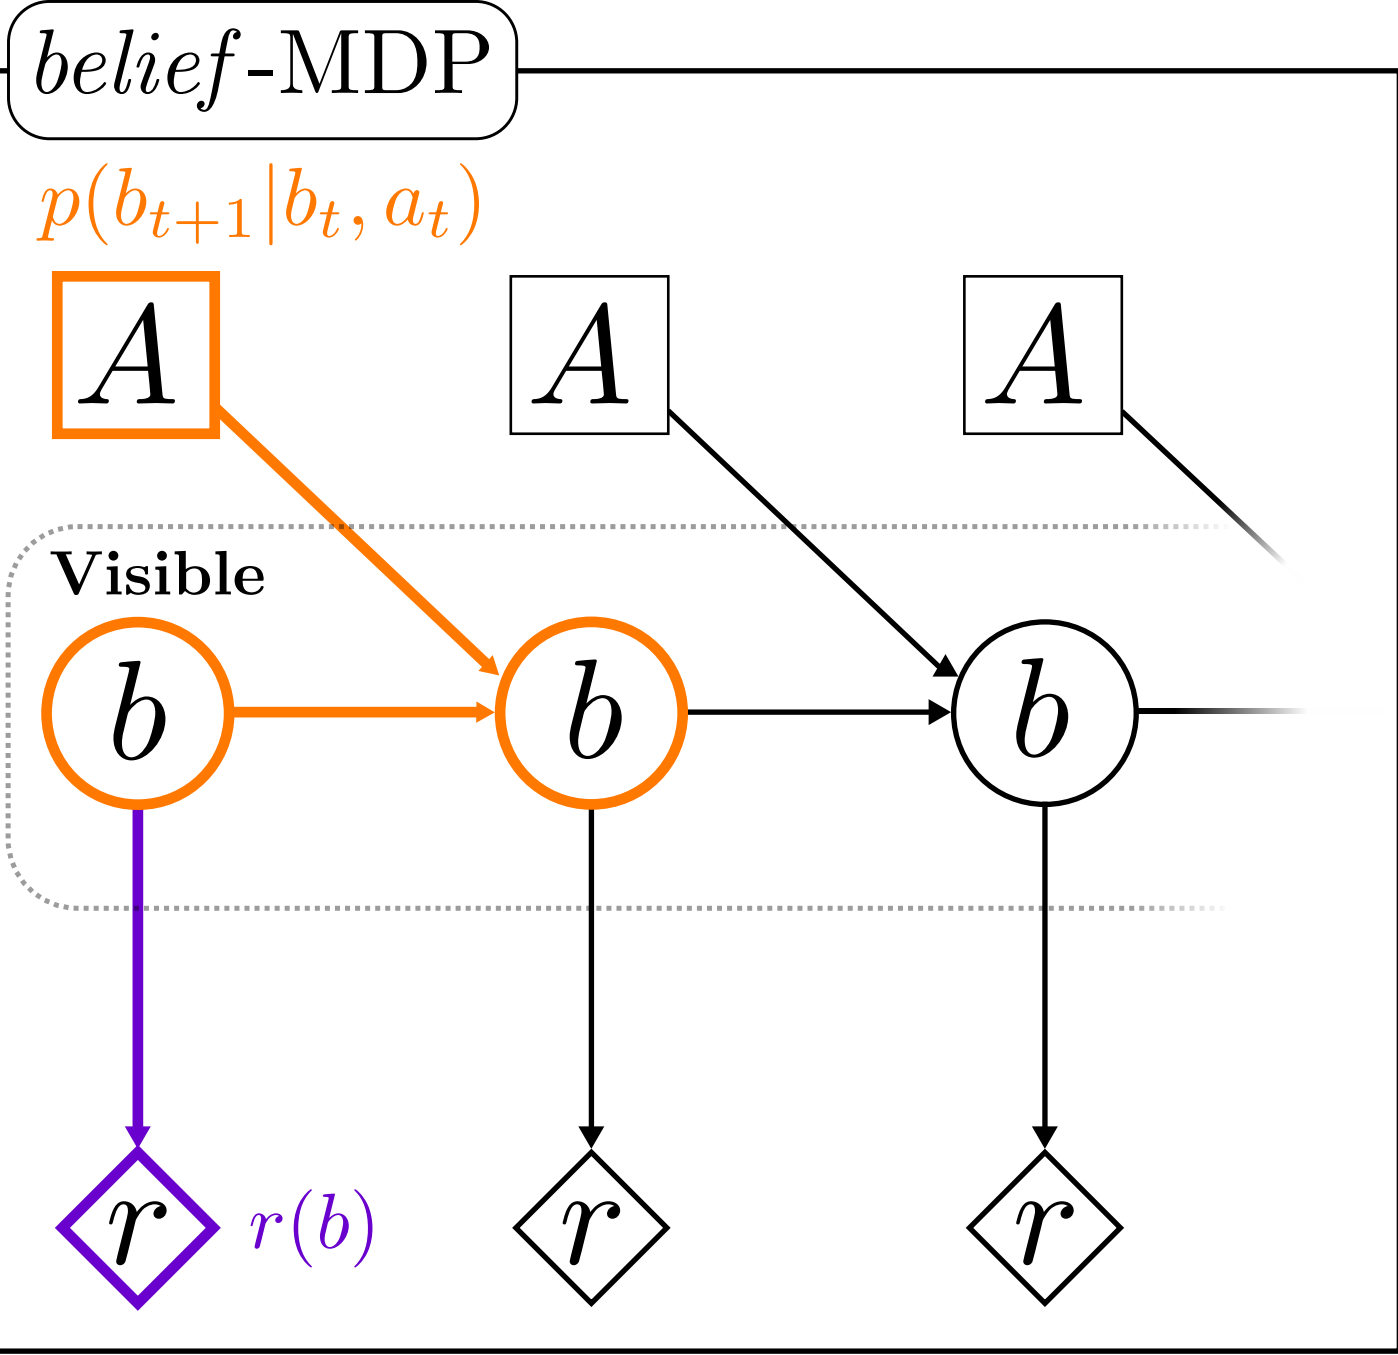 belief-MDP
p(b_{t+1}|b_t, a_t)
A A A
Visible
b b b
r r(b) r r